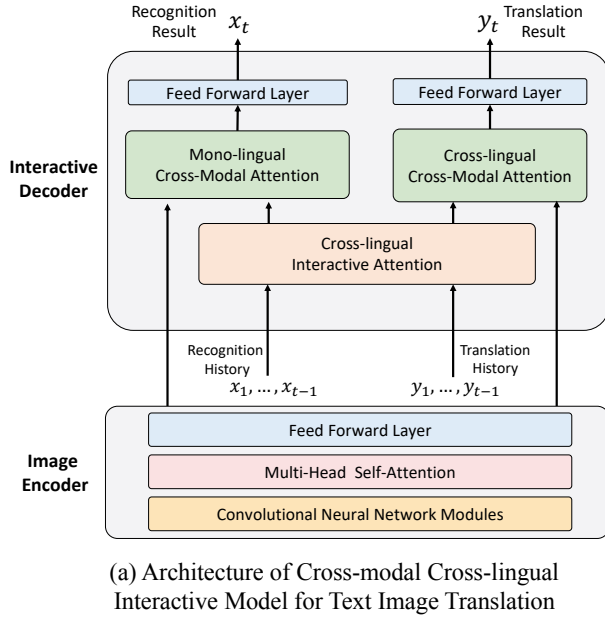 Recognition
Result
x_t
y_t
Translation
Result
Feed Forward Layer
Feed Forward Layer
Interactive
Decoder
Mono-lingual
Cross-Modal Attention
Cross-lingual
Cross-Modal Attention
Cross-lingual
Interactive Attention
Recognition
History
x_1, … , x_{t−1}
Translation
History
y_1, … , y_{t−1}
Image
Encoder
Feed Forward Layer
Multi-Head Self-Attention
Convolutional Neural Network Modules
(a) Architecture of Cross-modal Cross-lingual
Interactive Model for Text Image Translation